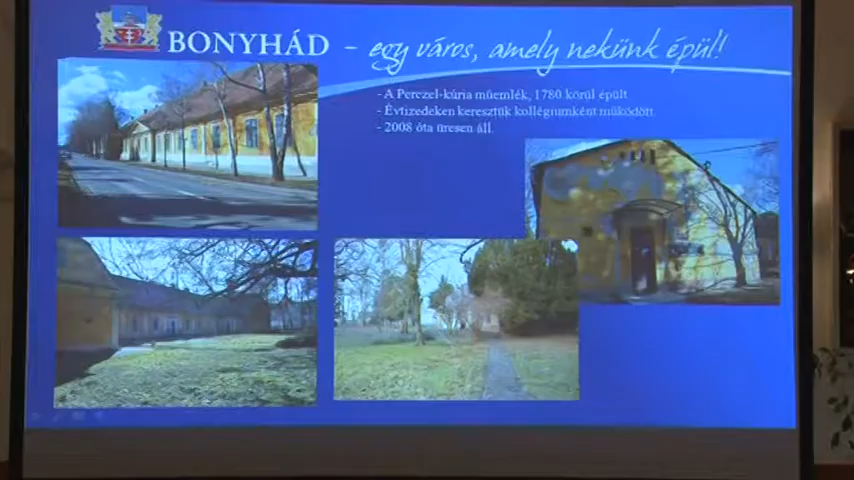 BONYHÁD – egy város, amely nekünk épül!
- A Perczel-kúria műemlék, 1780 körül épült
- Évtizedeken keresztül kollégiumként működött.
- 2008 óta üresen áll.